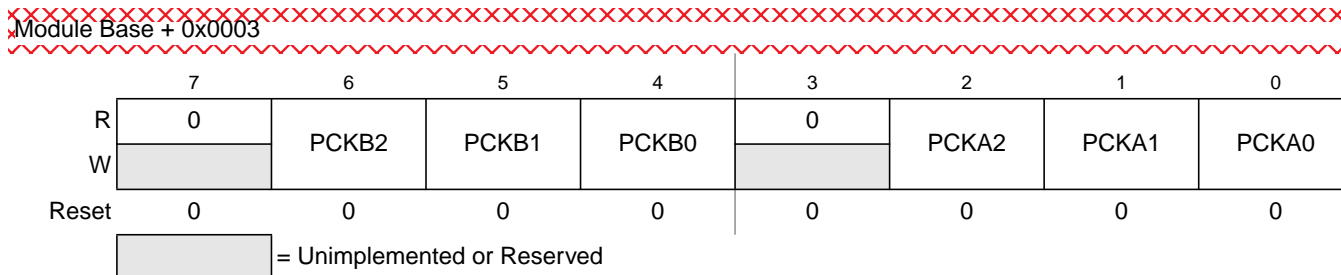 Module Base + 0x0003
7 6 5 4 3 2 1 0
R 0 PCKB2 PCKB1 PCKB0 0 PCKA2 PCKA1 PCKA0
W
Reset 0 0 0 0 0 0 0 0
= Unimplemented or Reserved